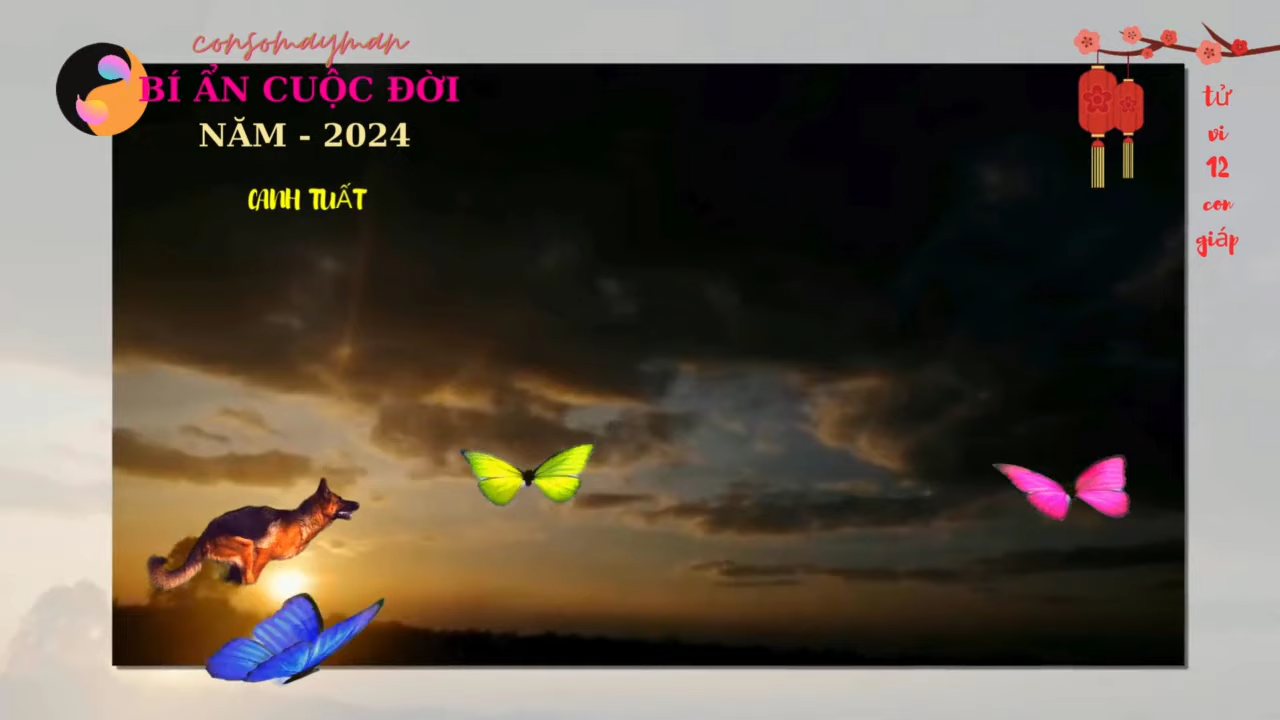 consomayman
BÍ ẨN CUỘC ĐỜI
NĂM - 2024
CANH TUẤT
tử
vi
12
con
giáp